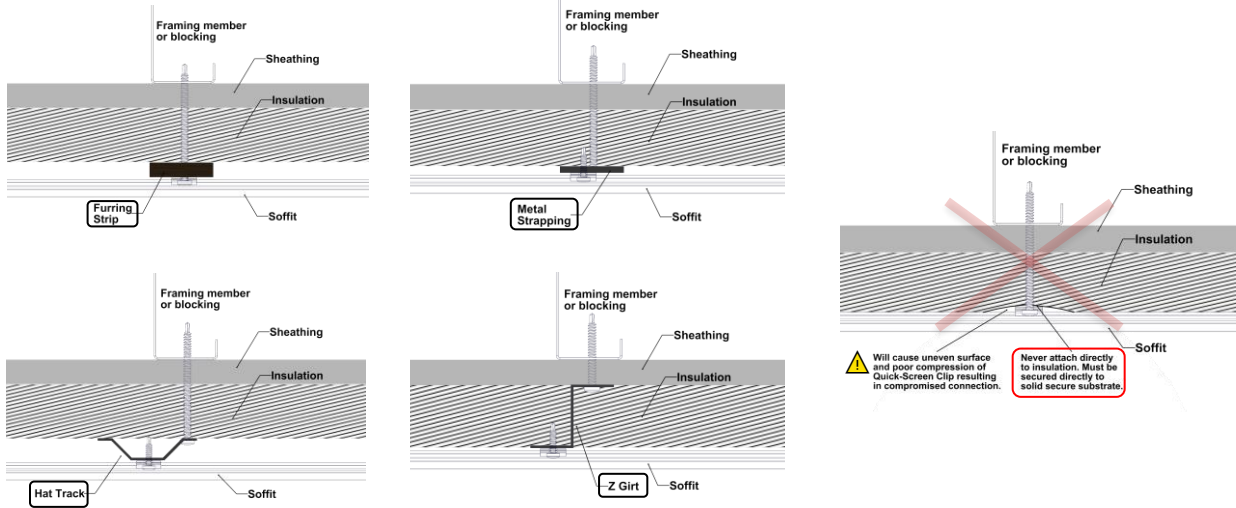 Framing member
or blocking
Sheathing
Insulation
Furring
Strip
Soffit
Framing member
or blocking
Sheathing
Insulation
Metal
Strapping
Soffit
Framing member
or blocking
Sheathing
Insulation
Hat Track
Soffit
Framing member
or blocking
Sheathing
Insulation
Z Girt
Soffit
Framing member
or blocking
Sheathing
Insulation
Soffit
Will cause uneven surface
and poor compression of
Quick-Screen Clip resulting
in compromised connection.
Never attach directly
to insulation. Must be
secured directly to
solid secure substrate.